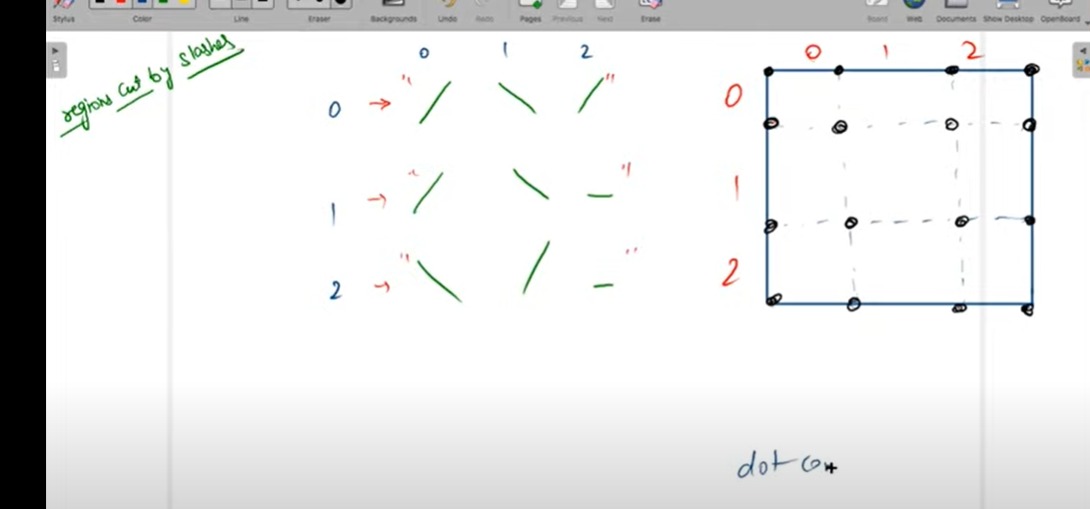 Stylus Color Line Eraser Backgrounds Undo Redo Pages Previous Next Erase Board Web Documents Show Desktop OpenBoard
regions cut by slashes
0 1 2
0 → " / \ / "
1 → " / \ _ "
2 → " \ / _ "
0 1 2
0
1
2
dot co